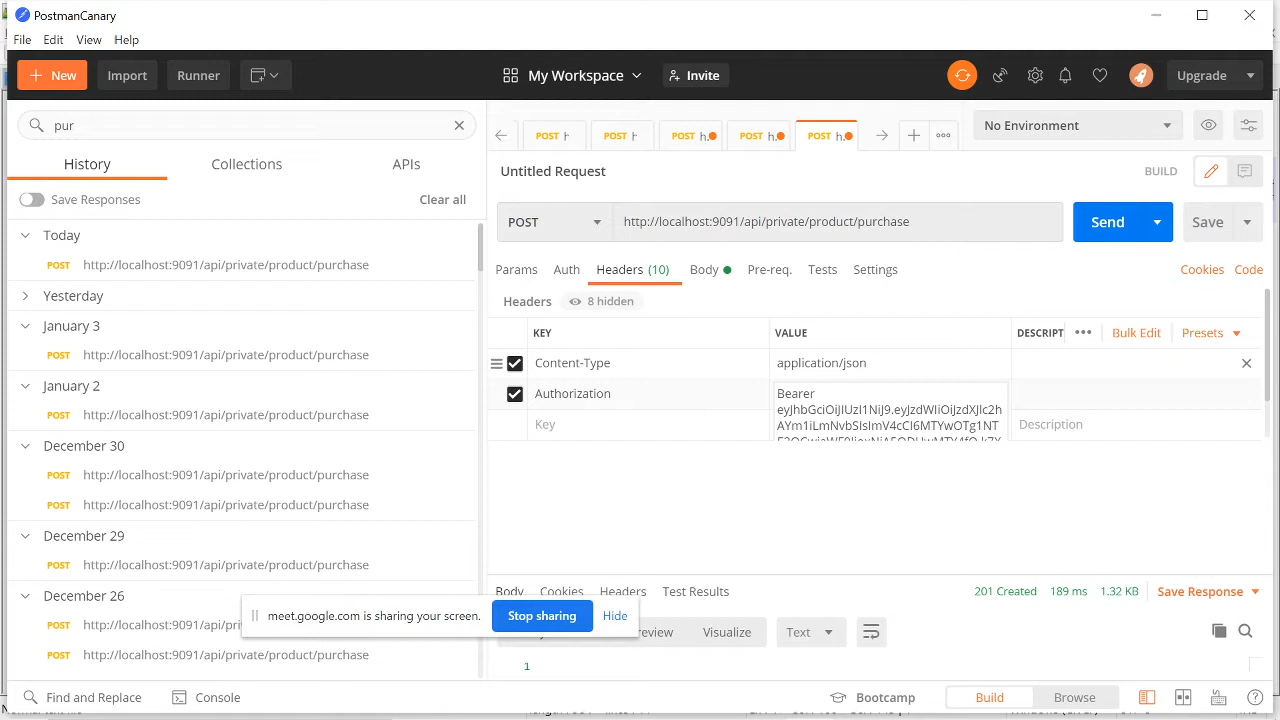 PostmanCanary
File Edit View Help
New Import Runner My Workspace Invite Upgrade
pur
History Collections APIs
Save Responses Clear all
Today
POST http://localhost:9091/api/private/product/purchase
Yesterday
January 3
POST http://localhost:9091/api/private/product/purchase
January 2
POST http://localhost:9091/api/private/product/purchase
December 30
POST http://localhost:9091/api/private/product/purchase
POST http://localhost:9091/api/private/product/purchase
December 29
POST http://localhost:9091/api/private/product/purchase
December 26
POST http://localhost:9091/api/pri
POST http://localhost:9091/api/private/product/purchase
POST h POST h POST h. POST h. POST h.
No Environment
Untitled Request BUILD
POST http://localhost:9091/api/private/product/purchase Send Save
Params Auth Headers (10) Body Pre-req. Tests Settings Cookies Code
Headers 8 hidden
KEY VALUE DESCRIPT Bulk Edit Presets
Content-Type application/json
Authorization Bearer
Key Description
Body Cookies Headers Test Results 201 Created 189 ms 1.32 KB Save Response
meet.google.com is sharing your screen. Stop sharing Hide
review Visualize Text
1
Find and Replace Console Bootcamp Build Browse